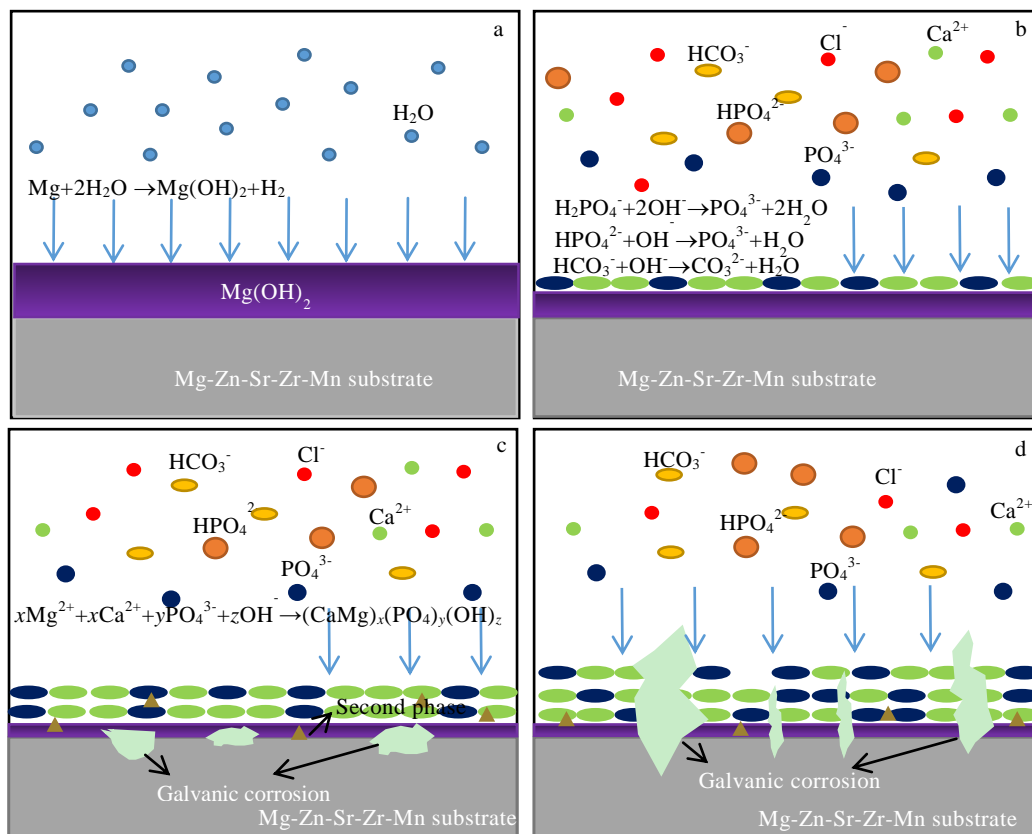 a
H₂O
Mg+2H₂O →Mg(OH)₂+H₂
Mg(OH)₂
Mg-Zn-Sr-Zr-Mn substrate
b
HCO₃⁻
Cl⁻
Ca²⁺
HPO₄²⁻
PO₄³⁻
H₂PO₄⁻+2OH⁻→PO₄³⁻+2H₂O
HPO₄²⁻+OH⁻→PO₄³⁻+H₂O
HCO₃⁻+OH⁻→CO₃²⁻+H₂O
Mg-Zn-Sr-Zr-Mn substrate
c
HCO₃⁻
Cl⁻
HPO₄²
Ca²⁺
PO₄³⁻
xMg²⁺+xCa²⁺+yPO₄³⁻+zOH⁻→(CaMg)ₓ(PO₄)ᵧ(OH)z
Second phase
Galvanic corrosion
Mg-Zn-Sr-Zr-Mn substrate
d
HCO₃⁻
Cl⁻
Ca²⁺
HPO₄²⁻
PO₄³⁻
Galvanic corrosion
Mg-Zn-Sr-Zr-Mn substrate